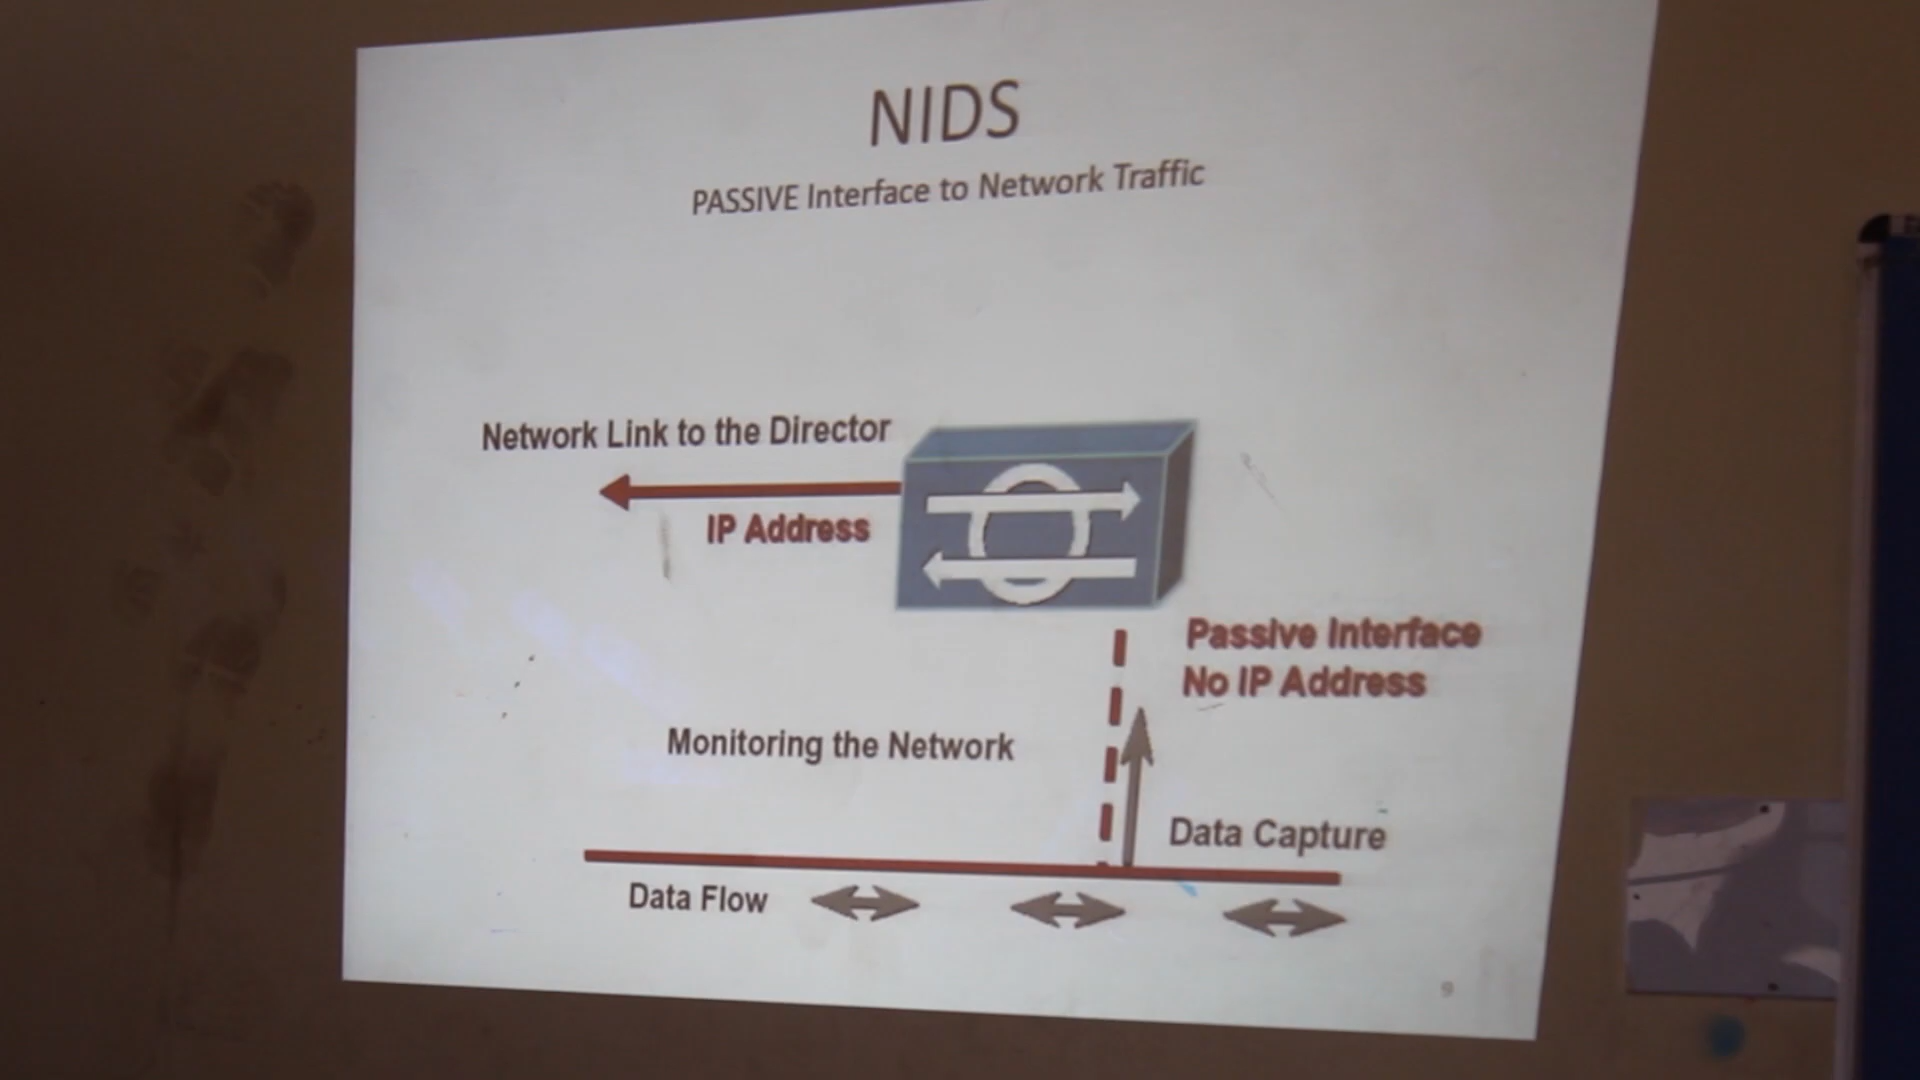 NIDS
PASSIVE Interface to Network Traffic
Network Link to the Director
IP Address
Passive Interface
No IP Address
Monitoring the Network
Data Capture
Data Flow
9